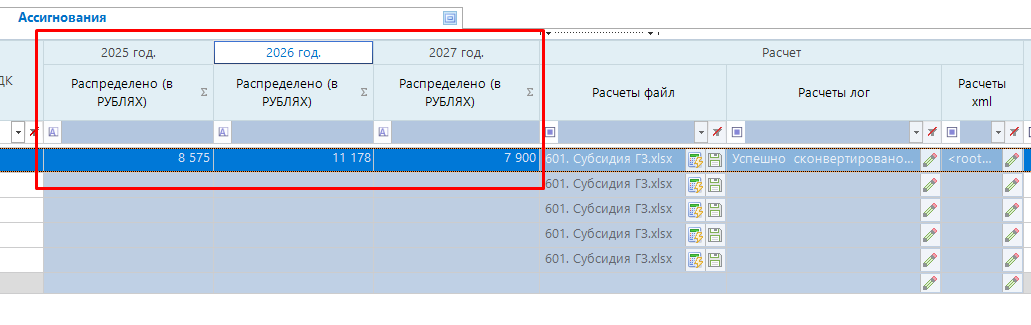 Ассигнования
2025 год.
2026 год.
2027 год.
Расчет
ДК
Распределено (в РУБЛЯХ)
Σ
Распределено (в РУБЛЯХ)
Σ
Распределено (в РУБЛЯХ)
Σ
Расчеты файл
Расчеты лог
Расчеты xml
8 575
11 178
7 900
601. Субсидия ГЗ.xlsx
Успешно сконвертировано...
<root...
601. Субсидия ГЗ.xlsx
601. Субсидия ГЗ.xlsx
601. Субсидия ГЗ.xlsx
601. Субсидия ГЗ.xlsx